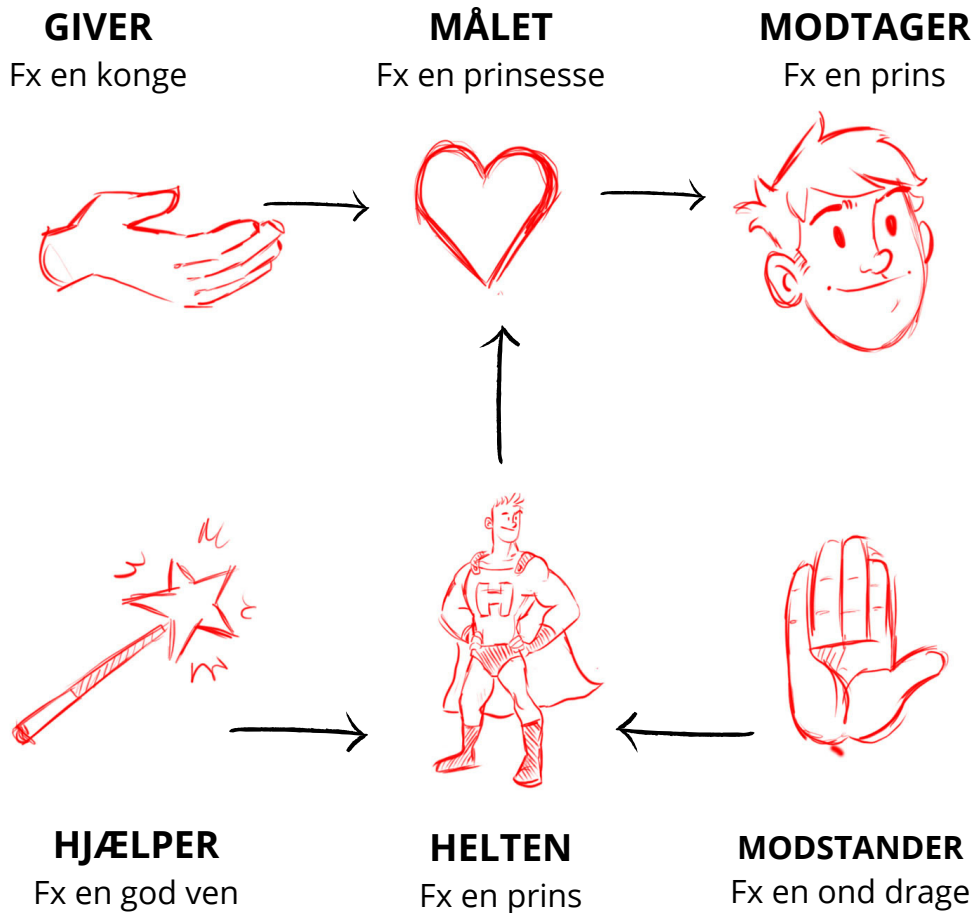 GIVER
Fx en konge
MÅLET
Fx en prinsesse
MODTAGER
Fx en prins
H
HJÆLPER
Fx en god ven
HELTEN
Fx en prins
MODSTANDER
Fx en ond drage